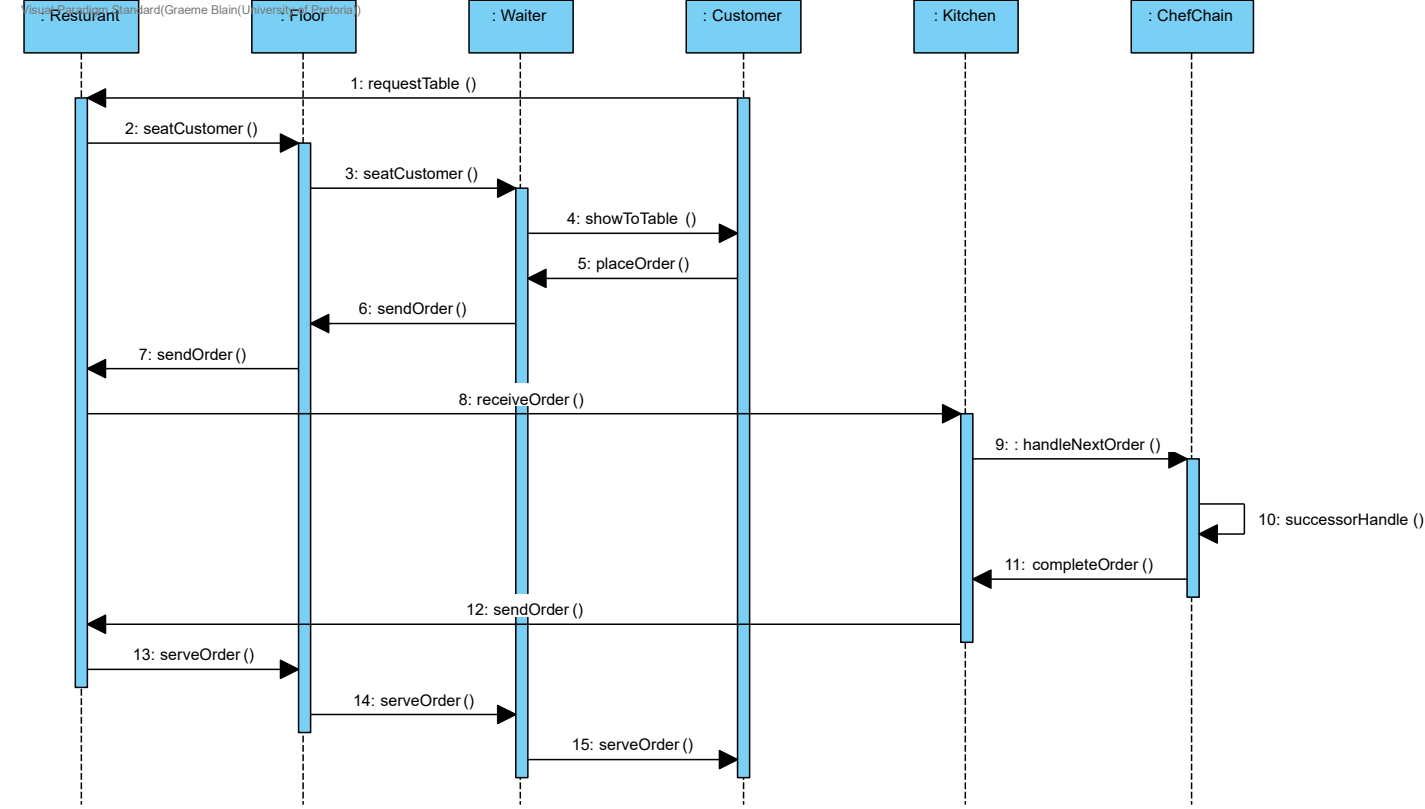 Visual Paradigm Standard(Graeme Blain(University of Pretoria))
: Resturant
: Floor
: Waiter
: Customer
: Kitchen
: ChefChain
1: requestTable ()
2: seatCustomer ()
3: seatCustomer ()
4: showToTable ()
5: placeOrder ()
6: sendOrder ()
7: sendOrder ()
8: receiveOrder ()
9: : handleNextOrder ()
10: successorHandle ()
11: completeOrder ()
12: sendOrder ()
13: serveOrder ()
14: serveOrder ()
15: serveOrder ()